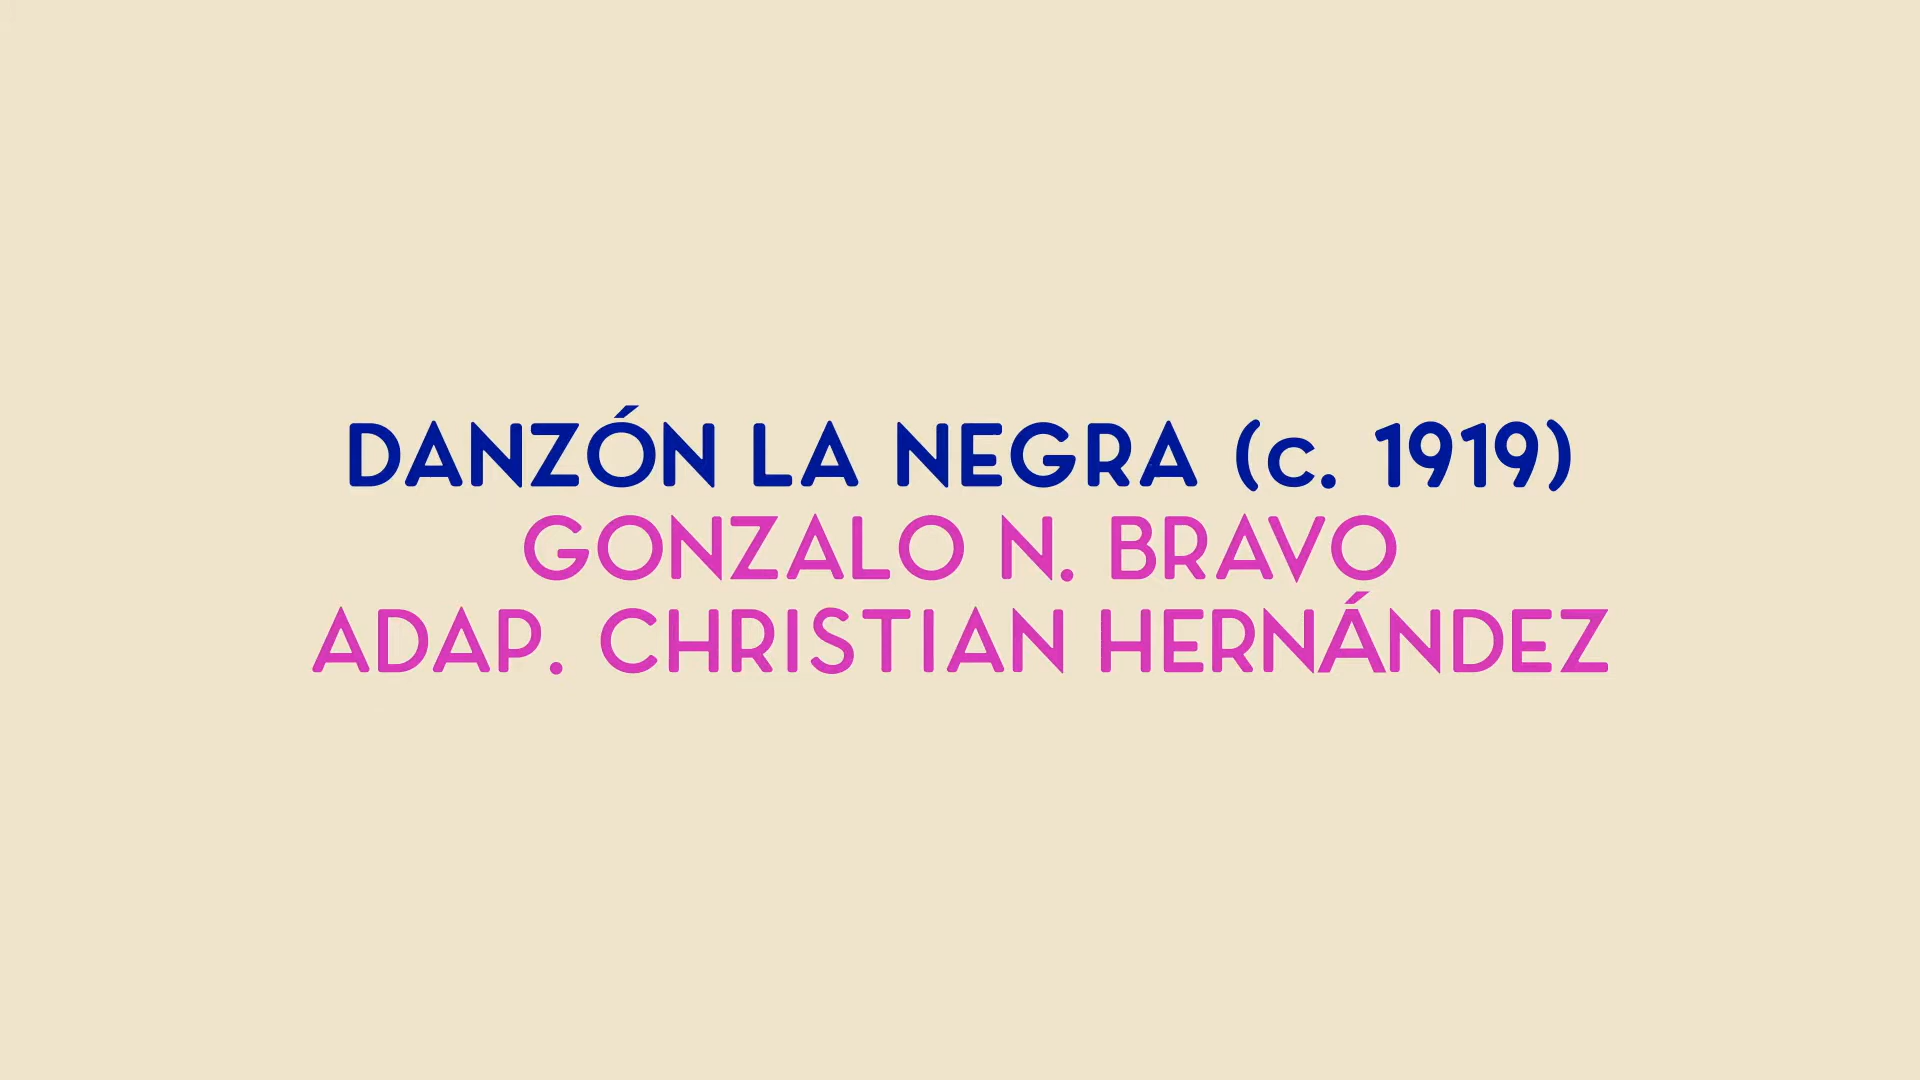 DANZÓN LA NEGRA (c. 1919)
GONZALO N. BRAVO
ADAP. CHRISTIAN HERNÁNDEZ